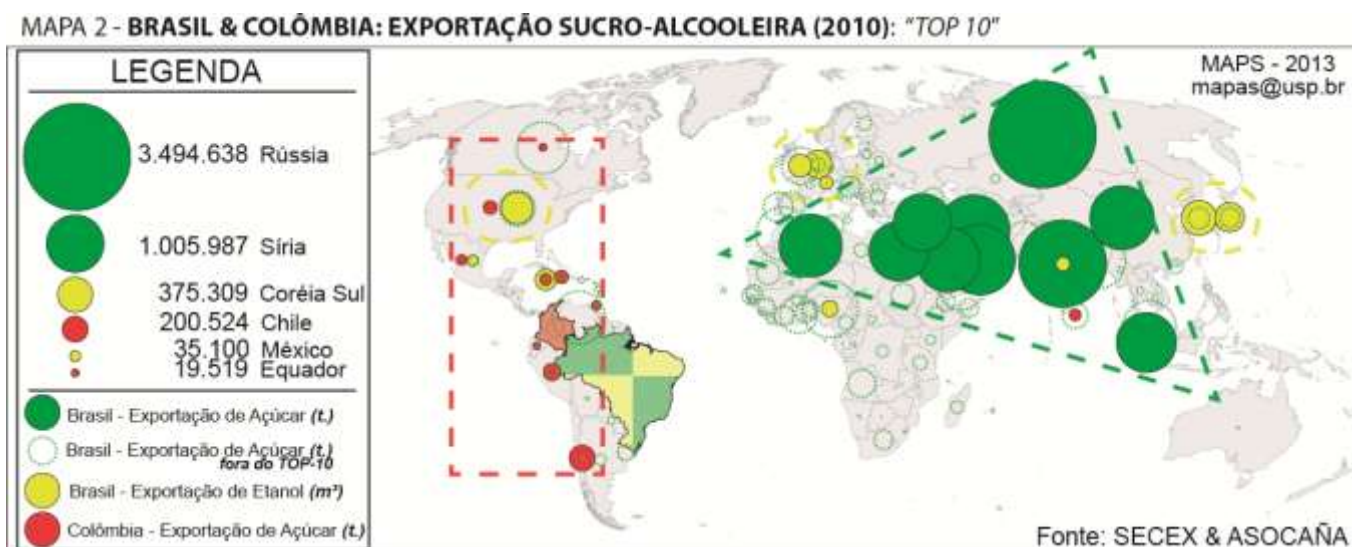 MAPA 2 - BRASIL & COLÔMBIA: EXPORTAÇÃO SUCRO-ALCOOLEIRA (2010): "TOP 10"
LEGENDA
3.494.638 Rússia
1.005.987 Síria
375.309 Coréia Sul
200.524 Chile
35.100 México
19.519 Equador
Brasil - Exportação de Açúcar (t.)
Brasil - Exportação de Açúcar (t.)
fora do TOP-10
Brasil - Exportação de Etanol (m³)
Colômbia - Exportação de Açúcar (t.)
MAPS - 2013
mapas@usp.br
Fonte: SECEX & ASOCAÑA